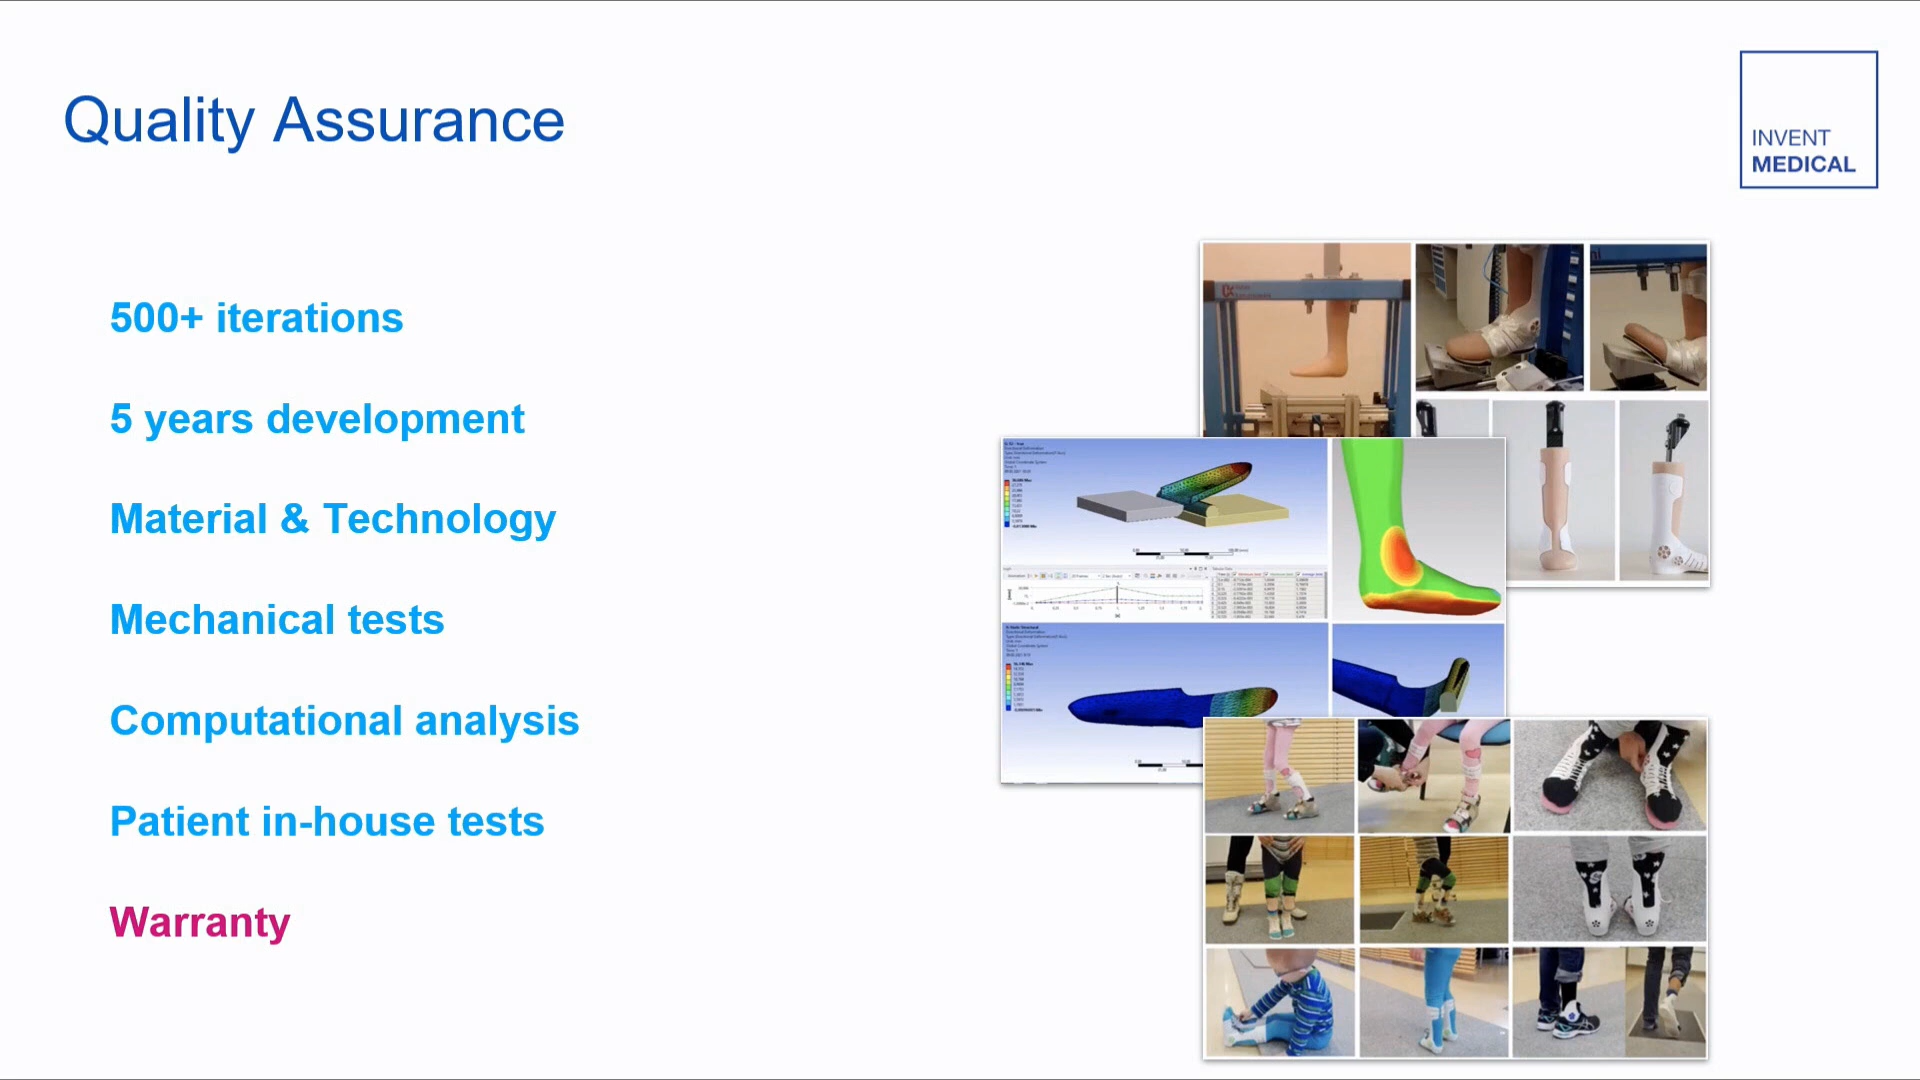 Quality Assurance
INVENT
MEDICAL
500+ iterations
5 years development
Material & Technology
Mechanical tests
Computational analysis
Patient in-house tests
Warranty